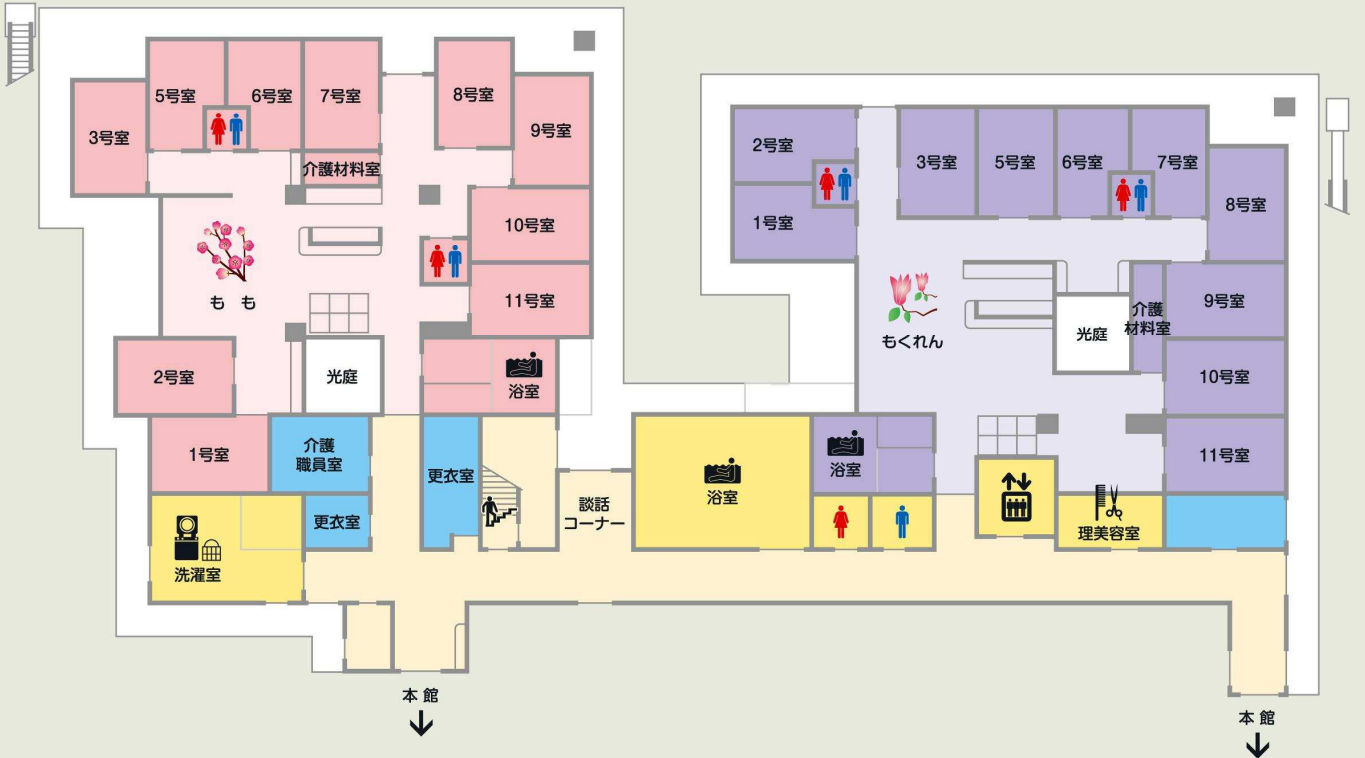 5号室
6号室
7号室
8号室
3号室
9号室
介護材料室
10号室
もも
11号室
2号室
光庭
浴室
1号室
介護
職員室
更衣室
更衣室
洗濯室
談話
コーナー
本館
2号室
1号室
3号室
5号室
6号室
7号室
8号室
もくれん
光庭
介護
材料室
9号室
10号室
11号室
浴室
浴室
理美容室
本館